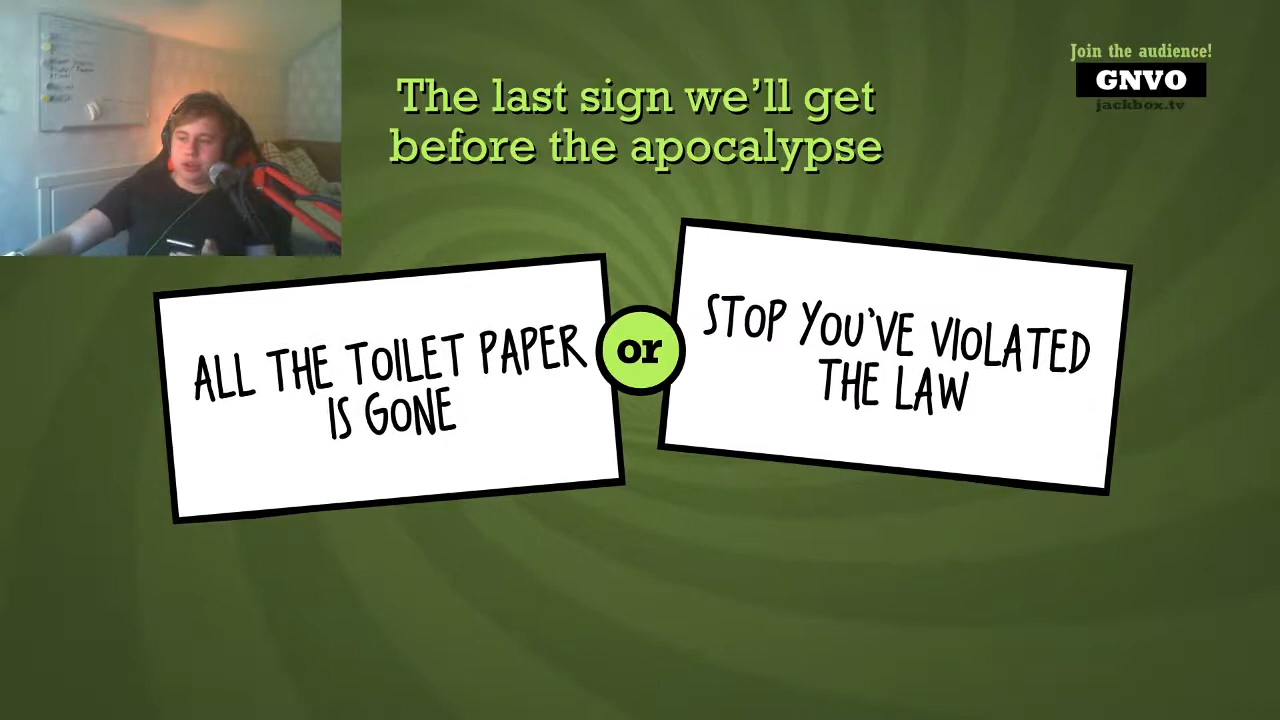 Join the audience!
GNVO
jackbox.tv
The last sign we'll get
before the apocalypse
ALL THE TOILET PAPER
IS GONE
or
STOP YOU'VE VIOLATED
THE LAW